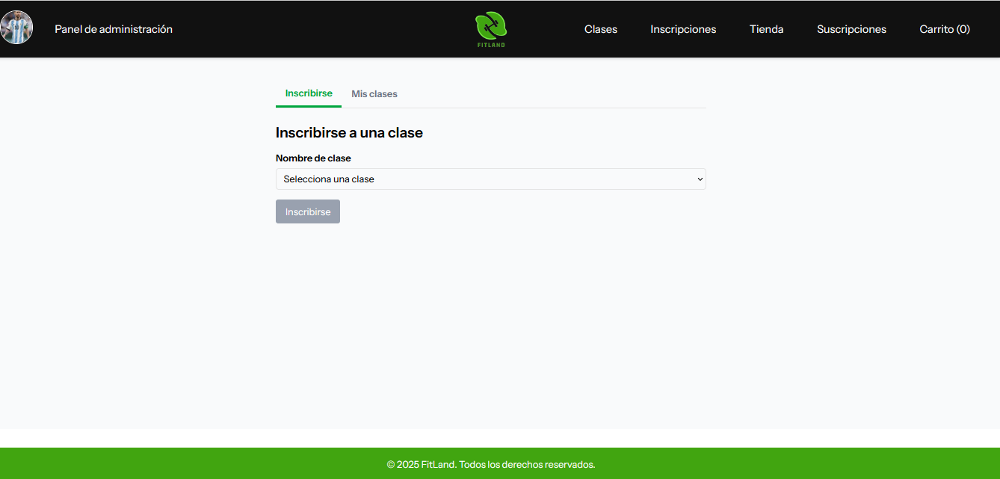 Panel de administración
FITLAND
Clases
Inscripciones
Tienda
Suscripciones
Carrito (0)
Inscribirse
Mis clases
Inscribirse a una clase
Nombre de clase
Selecciona una clase
Inscribirse
© 2025 FitLand. Todos los derechos reservados.